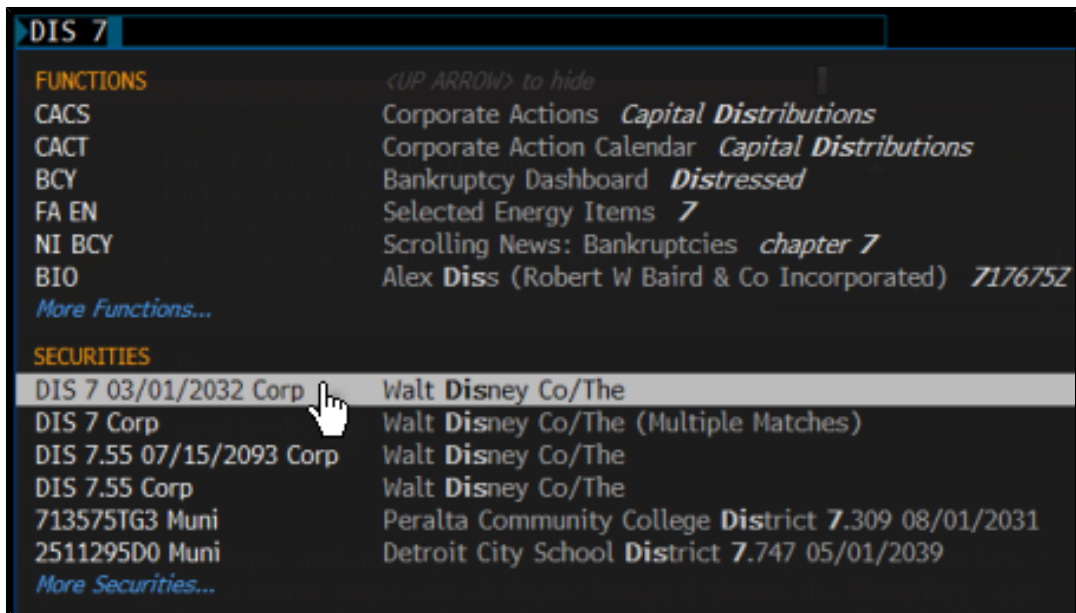 DIS 7
FUNCTIONS <UP ARROW> to hide
CACS Corporate Actions Capital Distributions
CACT Corporate Action Calendar Capital Distributions
BCY Bankruptcy Dashboard Distressed
FA EN Selected Energy Items 7
NI BCY Scrolling News: Bankruptcies chapter 7
BIO Alex Diss (Robert W Baird & Co Incorporated) 717675Z
More Functions...
SECURITIES
DIS 7 03/01/2032 Corp Walt Disney Co/The
DIS 7 Corp Walt Disney Co/The (Multiple Matches)
DIS 7.55 07/15/2093 Corp Walt Disney Co/The
DIS 7.55 Corp Walt Disney Co/The
713575TG3 Muni Peralta Community College District 7.309 08/01/2031
2511295D0 Muni Detroit City School District 7.747 05/01/2039
More Securities...